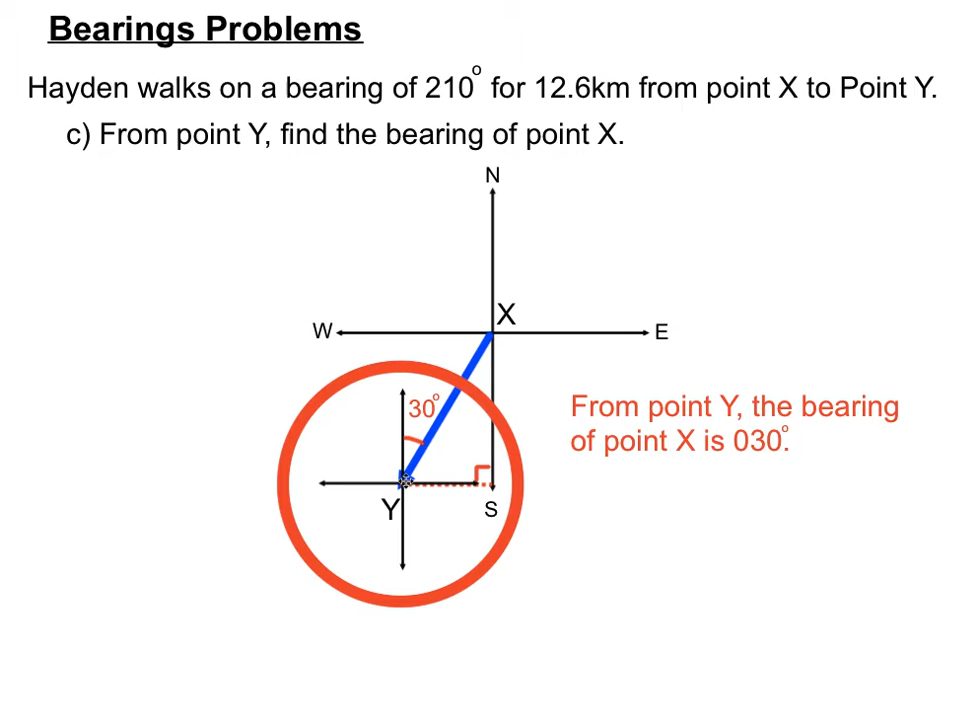 Bearings Problems
Hayden walks on a bearing of 210° for 12.6km from point X to Point Y.
c) From point Y, find the bearing of point X.
N
X
W
E
30°
From point Y, the bearing
of point X is 030°.
Y
S